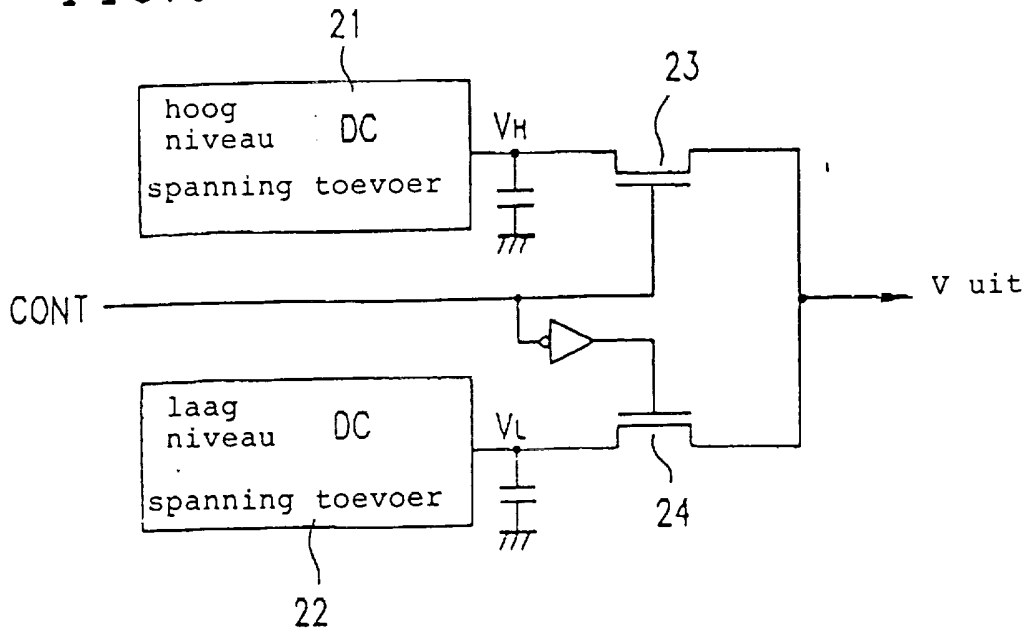 21
23
hoog
niveau DC
spanning toevoer
VH
CONT
V uit
laag
niveau DC
spanning toevoer
VL
24
22